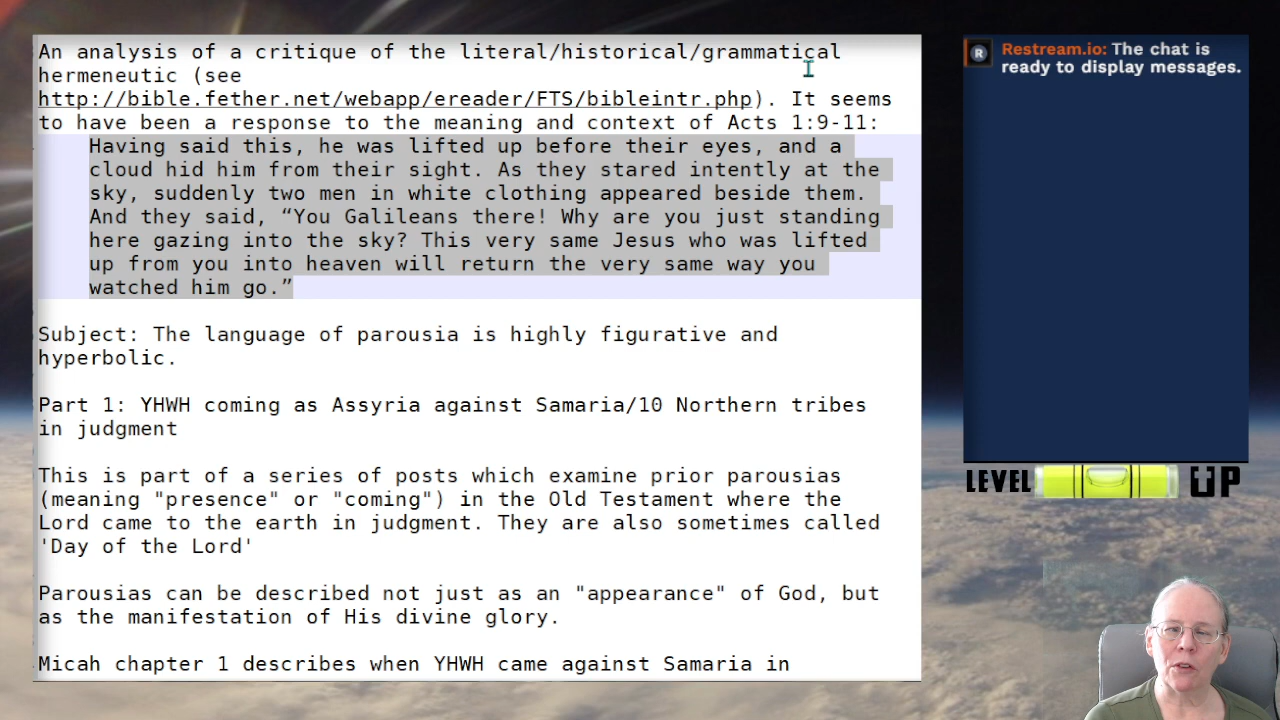 An analysis of a critique of the literal/historical/grammatical
hermeneutic (see
http://bible.fether.net/webapp/ereader/FTS/bibleintr.php). It seems
to have been a response to the meaning and context of Acts 1:9-11:
Having said this, he was lifted up before their eyes, and a
cloud hid him from their sight. As they stared intently at the
sky, suddenly two men in white clothing appeared beside them.
And they said, “You Galileans there! Why are you just standing
here gazing into the sky? This very same Jesus who was lifted
up from you into heaven will return the very same way you
watched him go.”
Subject: The language of parousia is highly figurative and
hyperbolic.
Part 1: YHWH coming as Assyria against Samaria/10 Northern tribes
in judgment
This is part of a series of posts which examine prior parousias
(meaning "presence" or "coming") in the Old Testament where the
Lord came to the earth in judgment. They are also sometimes called
'Day of the Lord'
Parousias can be described not just as an "appearance" of God, but
as the manifestation of His divine glory.
Micah chapter 1 describes when YHWH came against Samaria in
R
Restream.io: The chat is
ready to display messages.
LEVEL UP